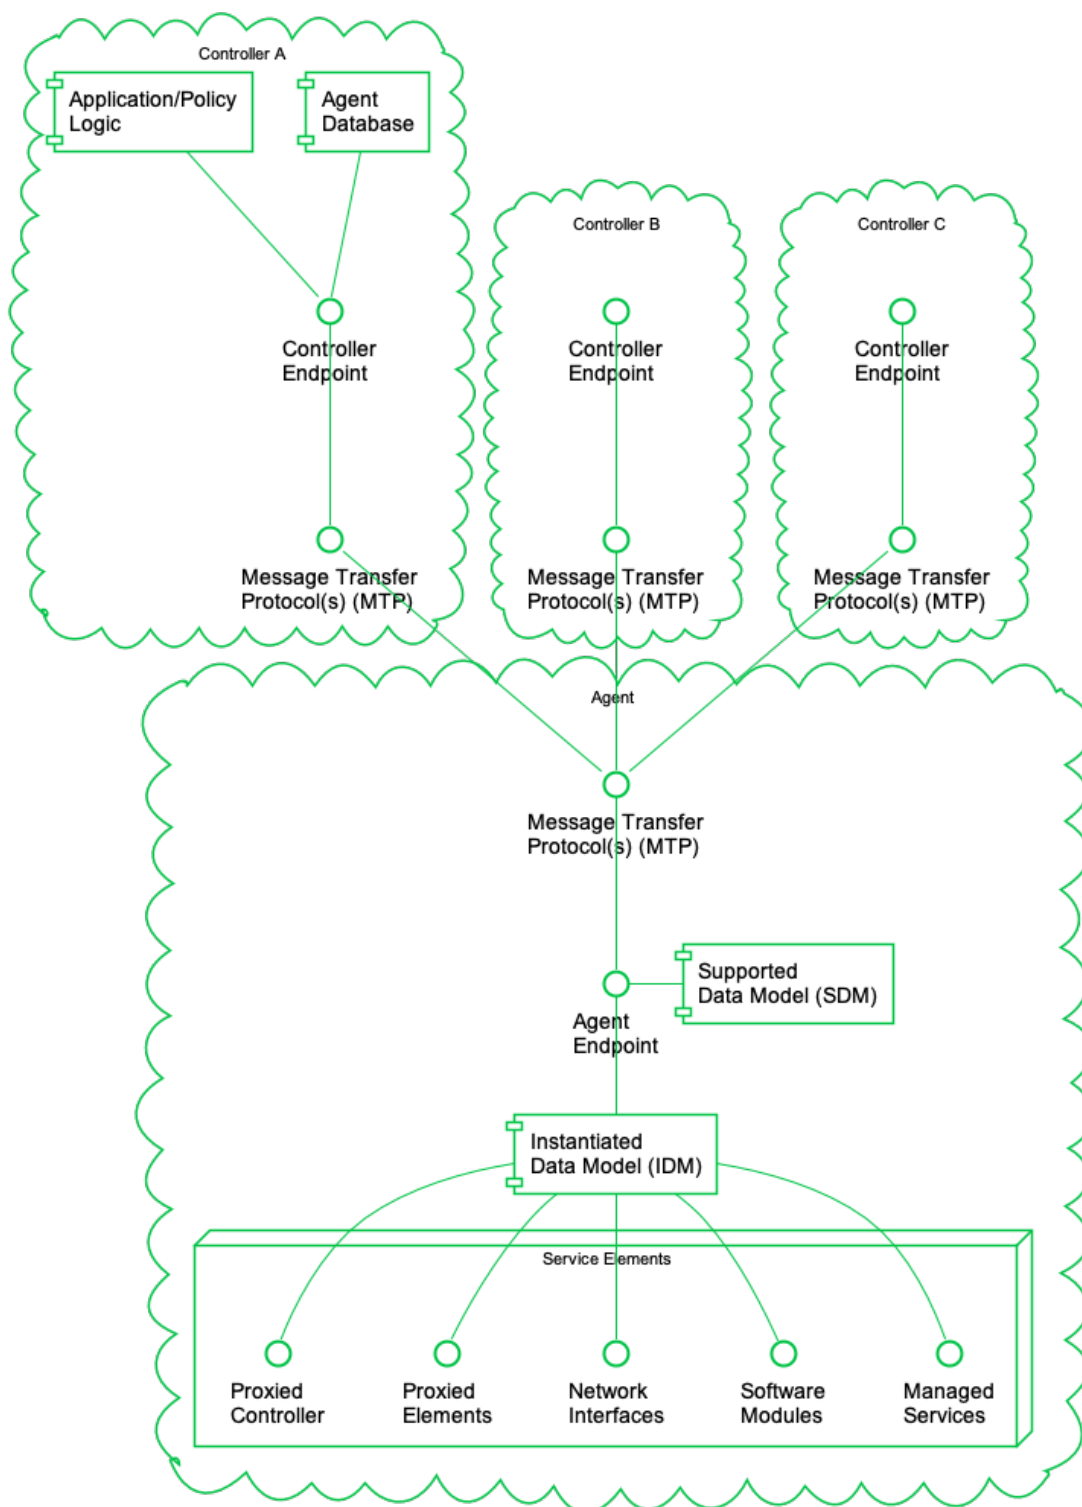 Controller A
Application/Policy
Logic
Agent
Database
Controller B
Controller C
Controller
Endpoint
Controller
Endpoint
Controller
Endpoint
Message Transfer
Protocol(s) (MTP)
Message Transfer
Protocol(s) (MTP)
Message Transfer
Protocol(s) (MTP)
Agent
Message Transfer
Protocol(s) (MTP)
Supported
Data Model (SDM)
Agent
Endpoint
Instantiated
Data Model (IDM)
Service Elements
Proxied
Controller
Proxied
Elements
Network
Interfaces
Software
Modules
Managed
Services